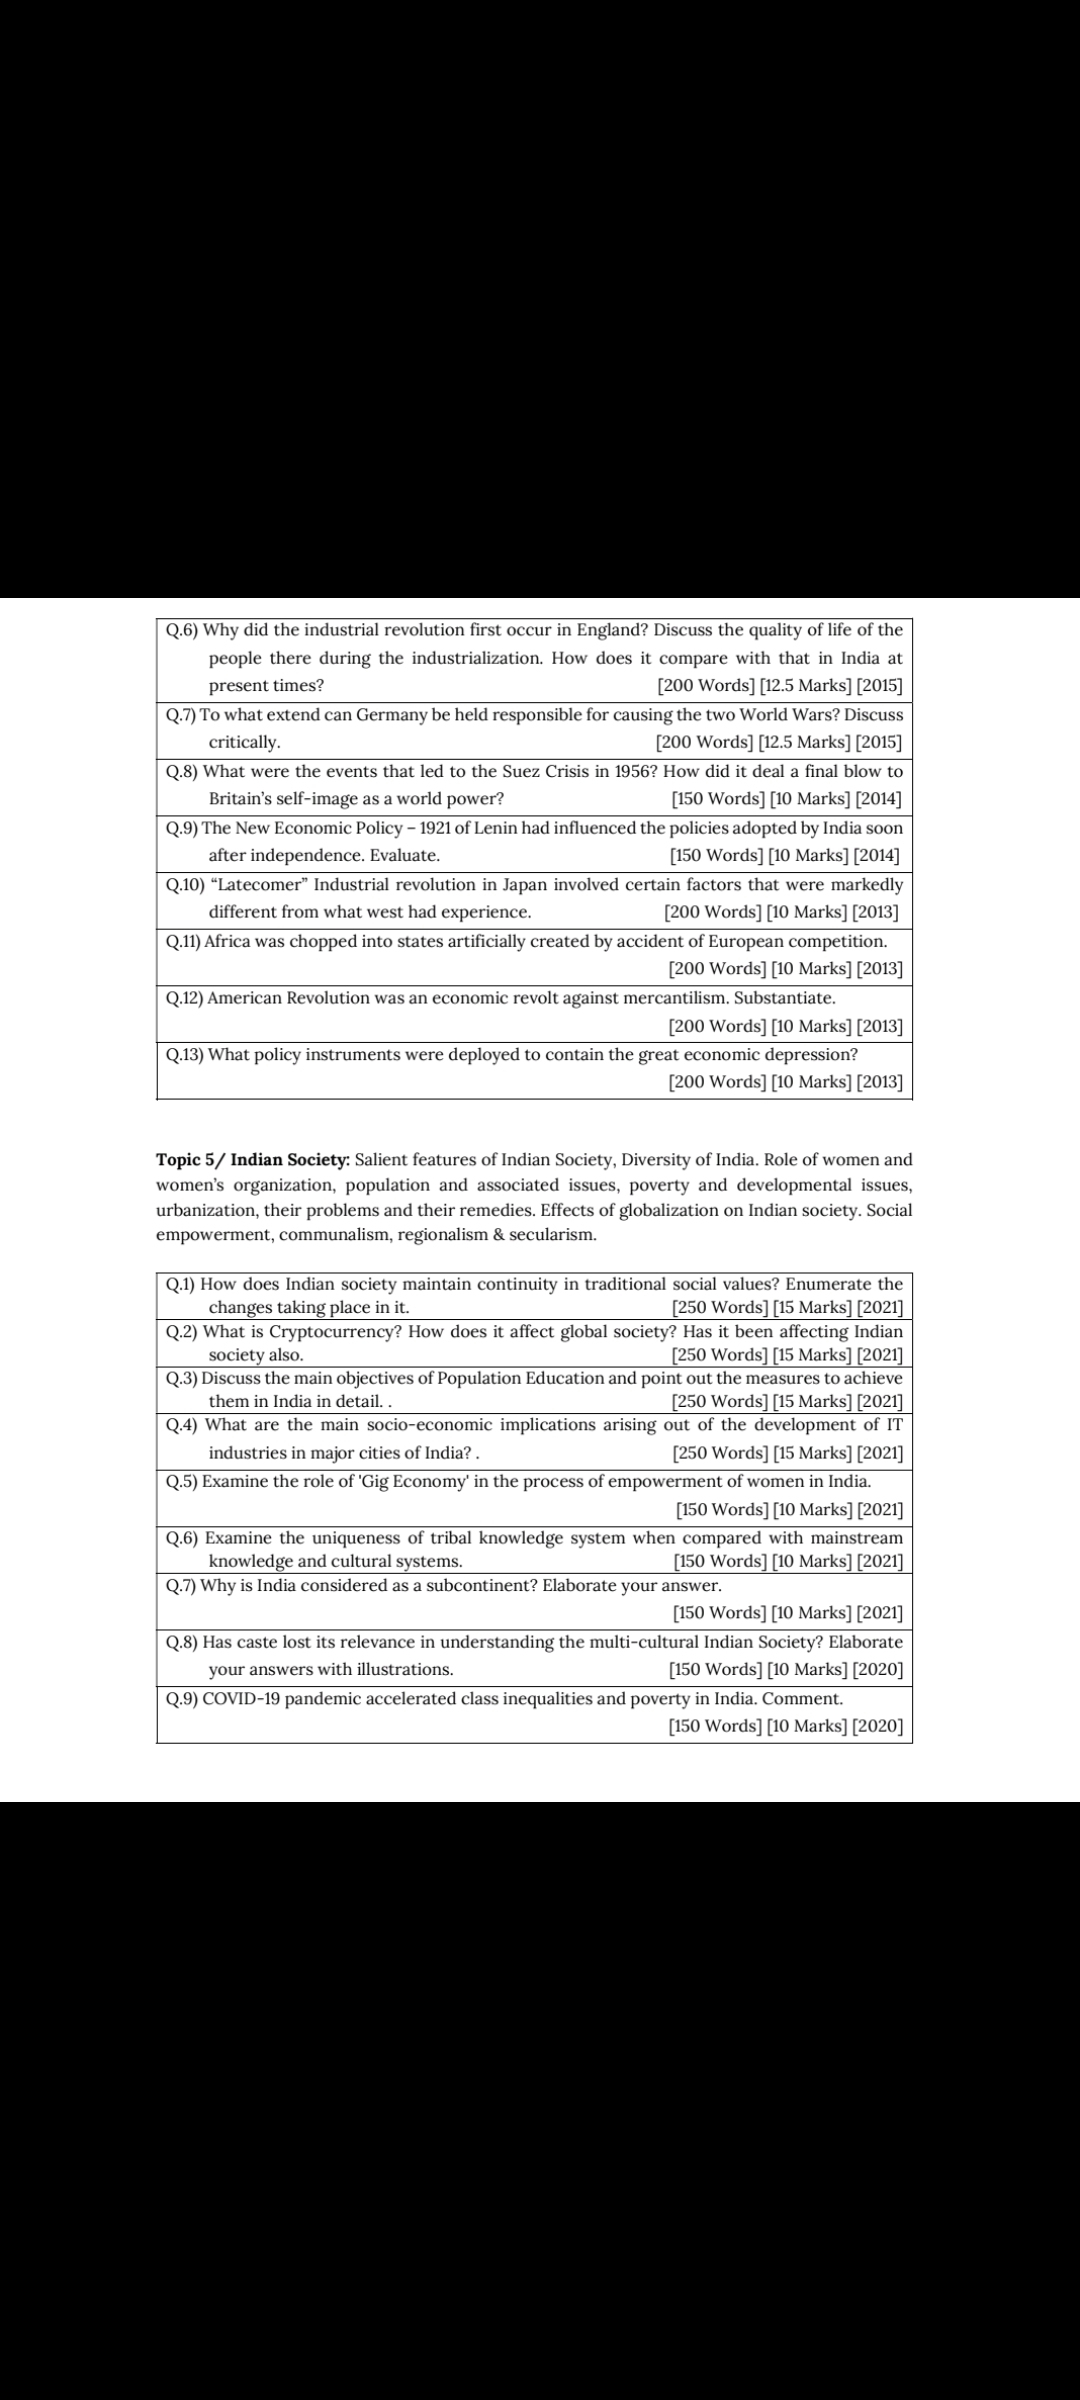 Q.6) Why did the industrial revolution first occur in England? Discuss the quality of life of the
people there during the industrialization. How does it compare with that in India at
present times? [200 Words] [12.5 Marks] [2015]
Q.7) To what extend can Germany be held responsible for causing the two World Wars? Discuss
critically. [200 Words] [12.5 Marks] [2015]
Q.8) What were the events that led to the Suez Crisis in 1956? How did it deal a final blow to
Britain’s self-image as a world power? [150 Words] [10 Marks] [2014]
Q.9) The New Economic Policy – 1921 of Lenin had influenced the policies adopted by India soon
after independence. Evaluate. [150 Words] [10 Marks] [2014]
Q.10) “Latecomer” Industrial revolution in Japan involved certain factors that were markedly
different from what west had experience. [200 Words] [10 Marks] [2013]
Q.11) Africa was chopped into states artificially created by accident of European competition.
[200 Words] [10 Marks] [2013]
Q.12) American Revolution was an economic revolt against mercantilism. Substantiate.
[200 Words] [10 Marks] [2013]
Q.13) What policy instruments were deployed to contain the great economic depression?
[200 Words] [10 Marks] [2013]
Topic 5/ Indian Society: Salient features of Indian Society, Diversity of India. Role of women and
women’s organization, population and associated issues, poverty and developmental issues,
urbanization, their problems and their remedies. Effects of globalization on Indian society. Social
empowerment, communalism, regionalism & secularism.
Q.1) How does Indian society maintain continuity in traditional social values? Enumerate the
changes taking place in it. [250 Words] [15 Marks] [2021]
Q.2) What is Cryptocurrency? How does it affect global society? Has it been affecting Indian
society also. [250 Words] [15 Marks] [2021]
Q.3) Discuss the main objectives of Population Education and point out the measures to achieve
them in India in detail. . [250 Words] [15 Marks] [2021]
Q.4) What are the main socio-economic implications arising out of the development of IT
industries in major cities of India? . [250 Words] [15 Marks] [2021]
Q.5) Examine the role of 'Gig Economy' in the process of empowerment of women in India.
[150 Words] [10 Marks] [2021]
Q.6) Examine the uniqueness of tribal knowledge system when compared with mainstream
knowledge and cultural systems. [150 Words] [10 Marks] [2021]
Q.7) Why is India considered as a subcontinent? Elaborate your answer.
[150 Words] [10 Marks] [2021]
Q.8) Has caste lost its relevance in understanding the multi-cultural Indian Society? Elaborate
your answers with illustrations. [150 Words] [10 Marks] [2020]
Q.9) COVID-19 pandemic accelerated class inequalities and poverty in India. Comment.
[150 Words] [10 Marks] [2020]